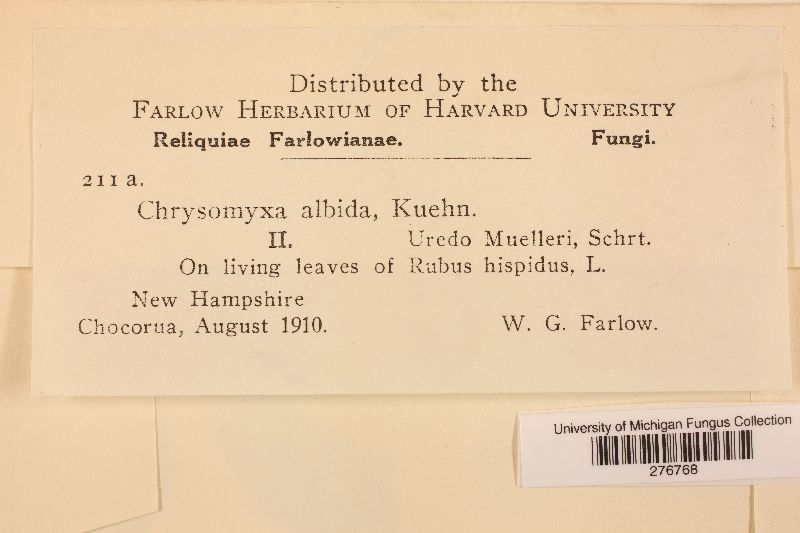 Distributed by the
Farlow Herbarium of Harvard University
Reliquiae Farlowianae. Fungi.
211 a.
Chrysomyxa albida, Kuehn.
II. Uredo Muelleri, Schrt.
On living leaves of Rubus hispidus, L.
New Hampshire
Chocorua, August 1910. W. G. Farlow.
University of Michigan Fungus Collection
276768